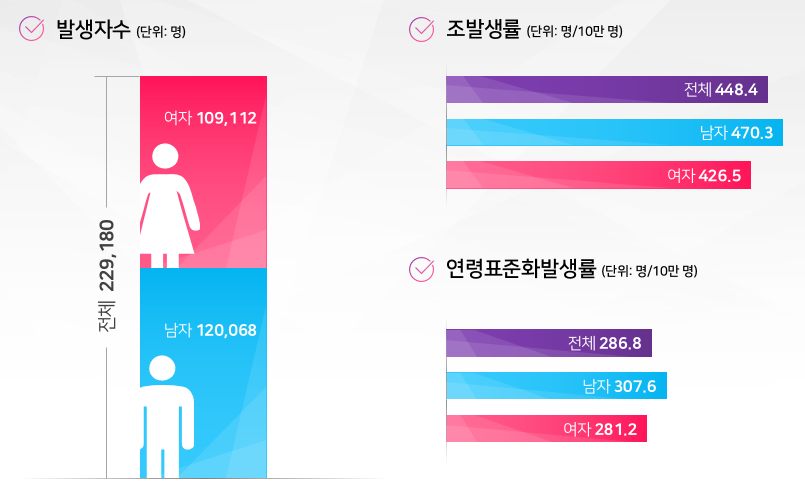 발생자수 (단위: 명)
여자 109,112
전체 229,180
남자 120,068
조발생률 (단위: 명/10만 명)
전체 448.4
남자 470.3
여자 426.5
연령표준화발생률 (단위: 명/10만 명)
전체 286.8
남자 307.6
여자 281.2